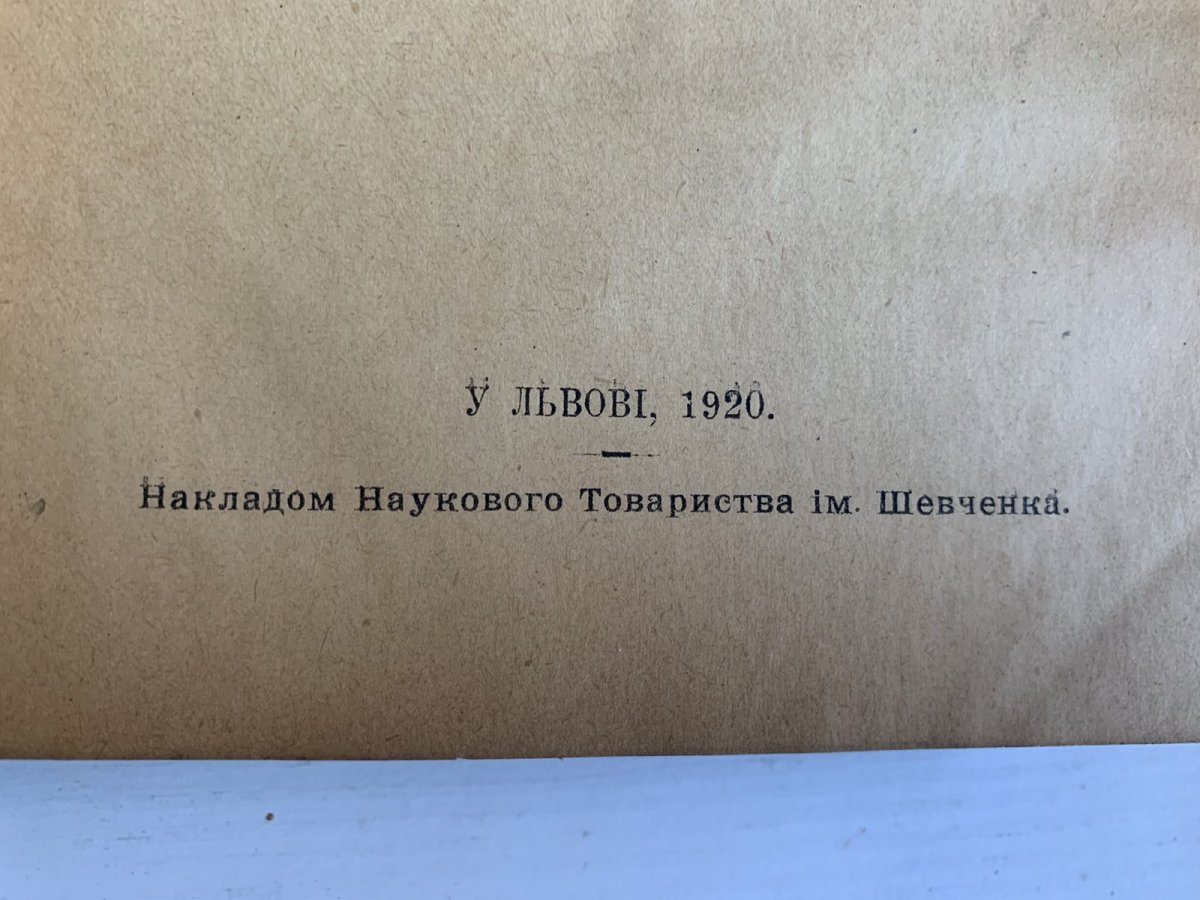 У ЛЬВОВІ, 1920.
Накладом Наукового Товариства ім. Шевченка.